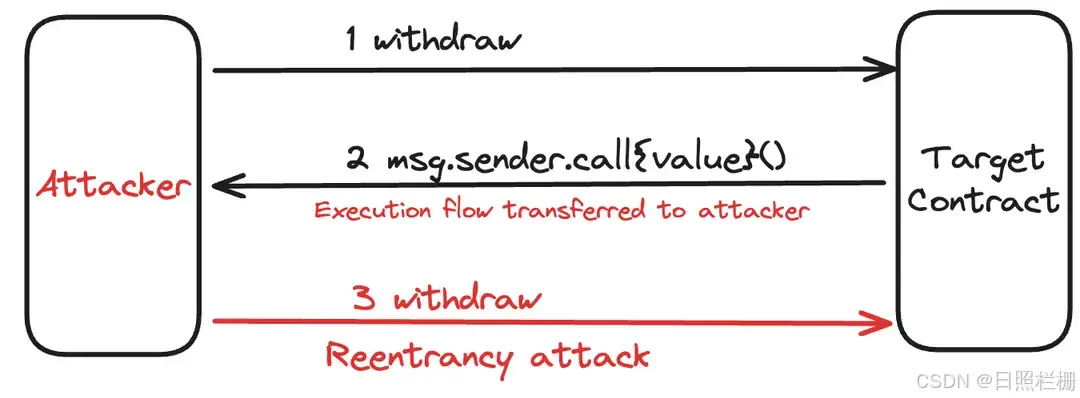 1 withdraw
2 msg.sender.call{value}()
Attacker
Execution flow transferred to attacker
Target
Contract
3 withdraw
Reentrancy attack
CSDN @日照栏栅